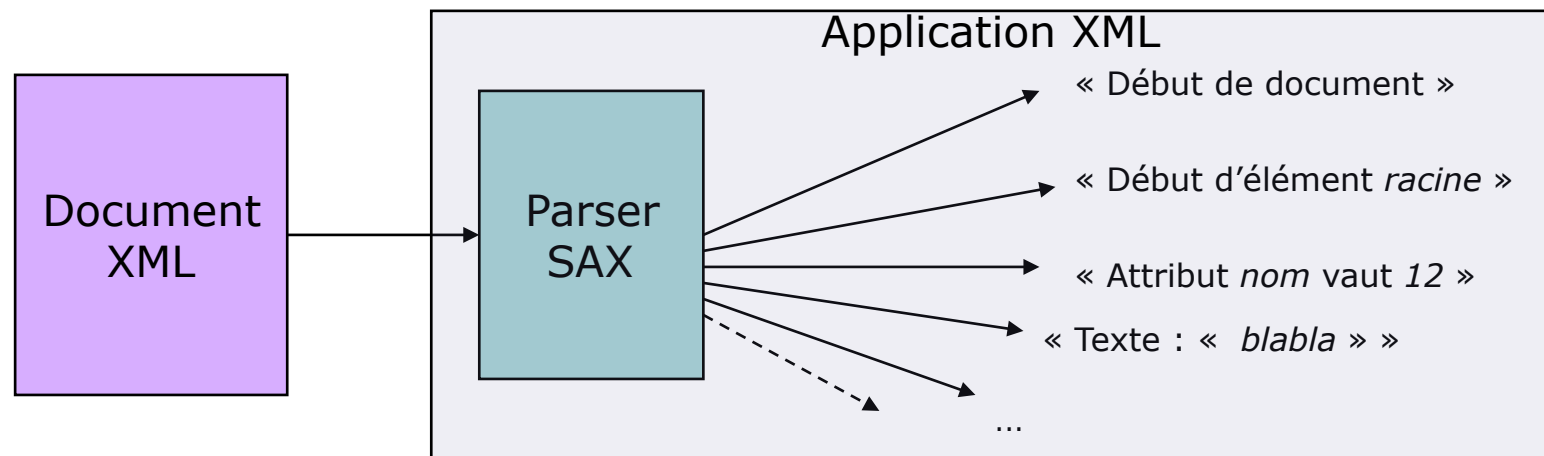 Application XML
Document
XML
Parser
SAX
« Début de document »
« Début d’élément racine »
« Attribut nom vaut 12 »
« Texte : «  blabla » »
...